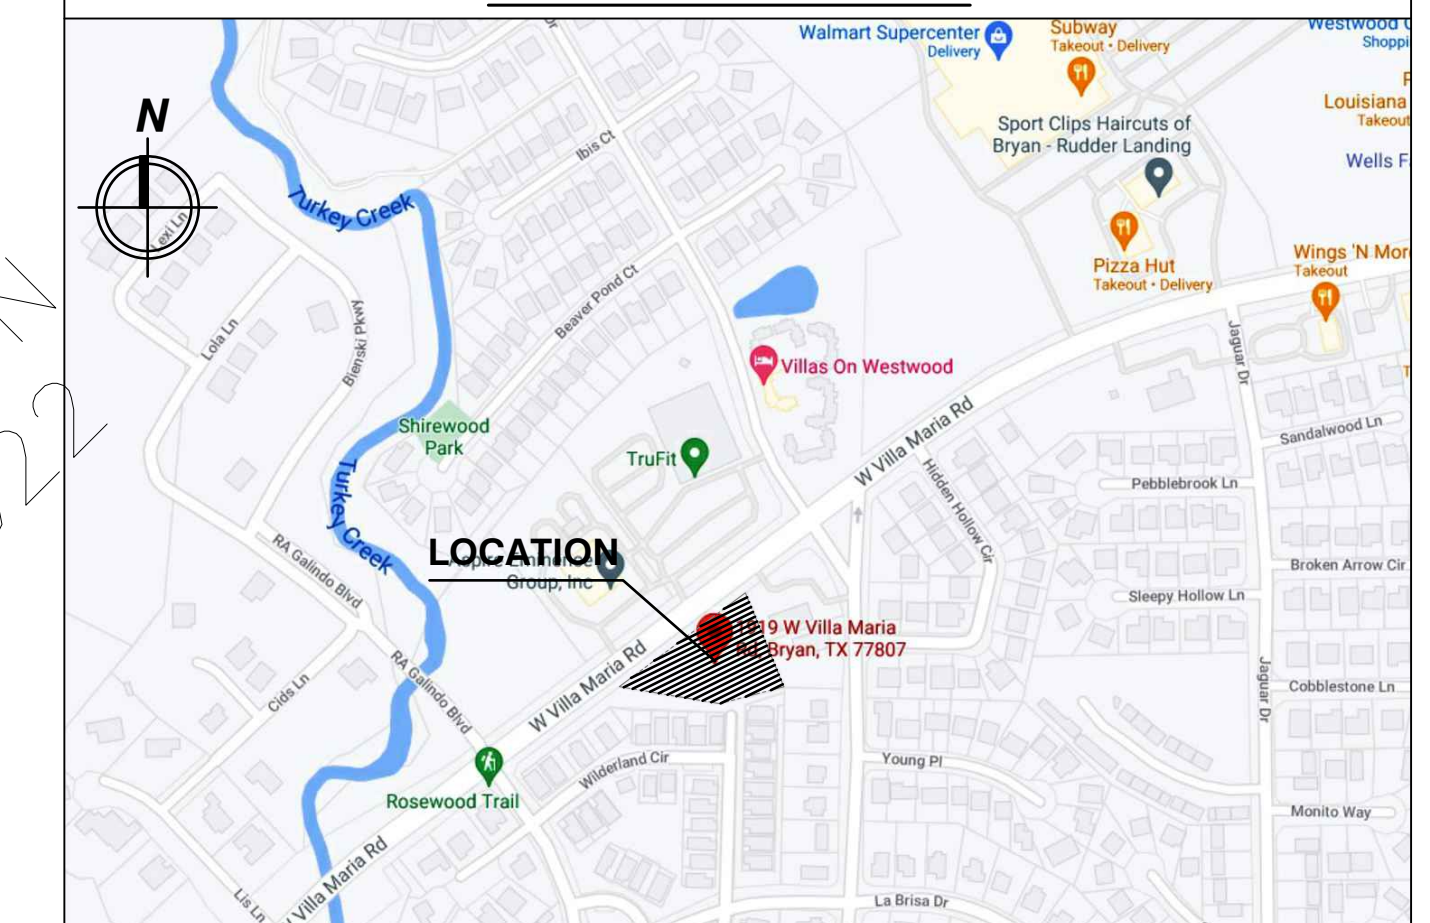 Walmart Supercenter
Delivery
Subway
Takeout • Delivery
Westwood
Shoppi
Louisiana
Takeout
Wells F
Sport Clips Haircuts of
Bryan - Rudder Landing
N
Ibis Ct
Turkey Creek
Lexi Ln
Pizza Hut
Takeout • Delivery
Wings 'N Mor
Takeout
Beaver Pond Ct
Lola Ln
Bienski Pkwy
Jaguar Dr
Villas On Westwood
22
Shirewood
Park
W Villa Maria Rd
Sandalwood Ln
TruFit
Hidden Hollow Cir
Pebblebrook Ln
Turkey Creek
LOCATION
Aspire Eminence
Group, Inc
RA Galindo Blvd
Broken Arrow Cir
Sleepy Hollow Ln
1919 W Villa Maria
Rd, Bryan, TX 77807
RA Galindo Blvd
W Villa Maria Rd
Cids Ln
Jaguar Dr
Cobblestone Ln
Wilderland Cir
Young Pl
Rosewood Trail
Monito Way
Villa Maria Rd
Lis Ln
La Brisa Dr